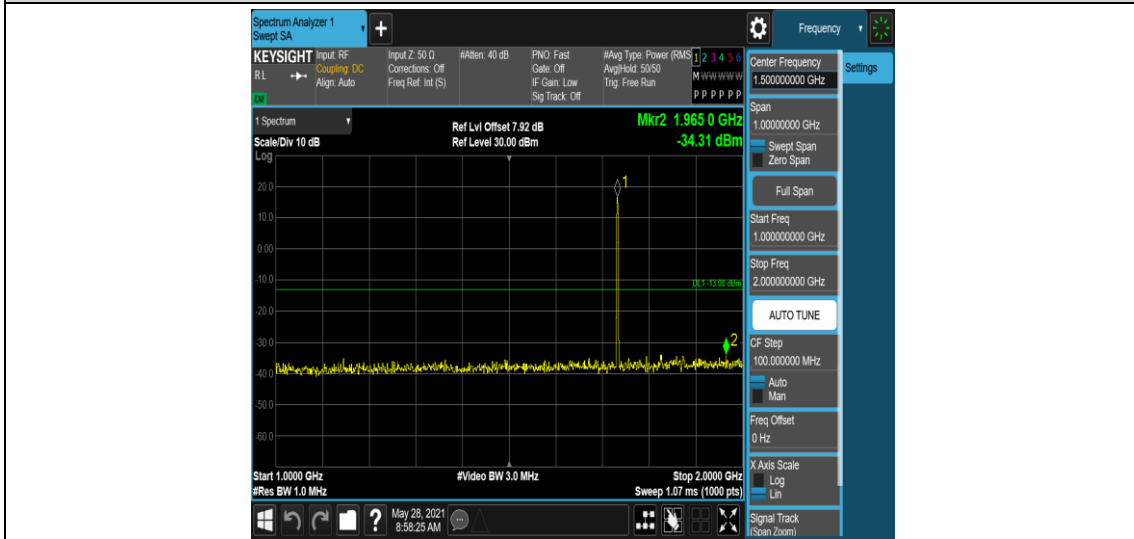 Spectrum Analyzer 1
Swept SA
Frequency
KEYSIGHT
RL
Input: RF
Coupling: DC
Align: Auto
Input Z: 50 Ω
Corrections: Off
Freq Ref: Int (S)
#Atten: 40 dB
PNO: Fast
Gate: Off
IF Gain: Low
Sig Track: Off
#Avg Type: Power (RMS
Avg|Hold: 50/50
Trig: Free Run
1 2 3 4 5 6
M W W W W W
P P P P P P
1 Spectrum
Scale/Div 10 dB
Log
Ref Lvl Offset 7.92 dB
Ref Level 30.00 dBm
Mkr2 1.965 0 GHz
-34.31 dBm
20.0
10.0
0.00
-10.0
-20.0
-30.0
-40.0
-50.0
-60.0
1
DL1 -13.00 dBm
2
Start 1.0000 GHz
#Res BW 1.0 MHz
#Video BW 3.0 MHz
Stop 2.0000 GHz
Sweep 1.07 ms (1000 pts)
Center Frequency
1.500000000 GHz
Span
1.00000000 GHz
Swept Span
Zero Span
Full Span
Start Freq
1.000000000 GHz
Stop Freq
2.000000000 GHz
AUTO TUNE
CF Step
100.000000 MHz
Auto
Man
Freq Offset
0 Hz
X Axis Scale
Log
Lin
Signal Track
(Span Zoom)
Settings
?
May 28, 2021
8:58:25 AM